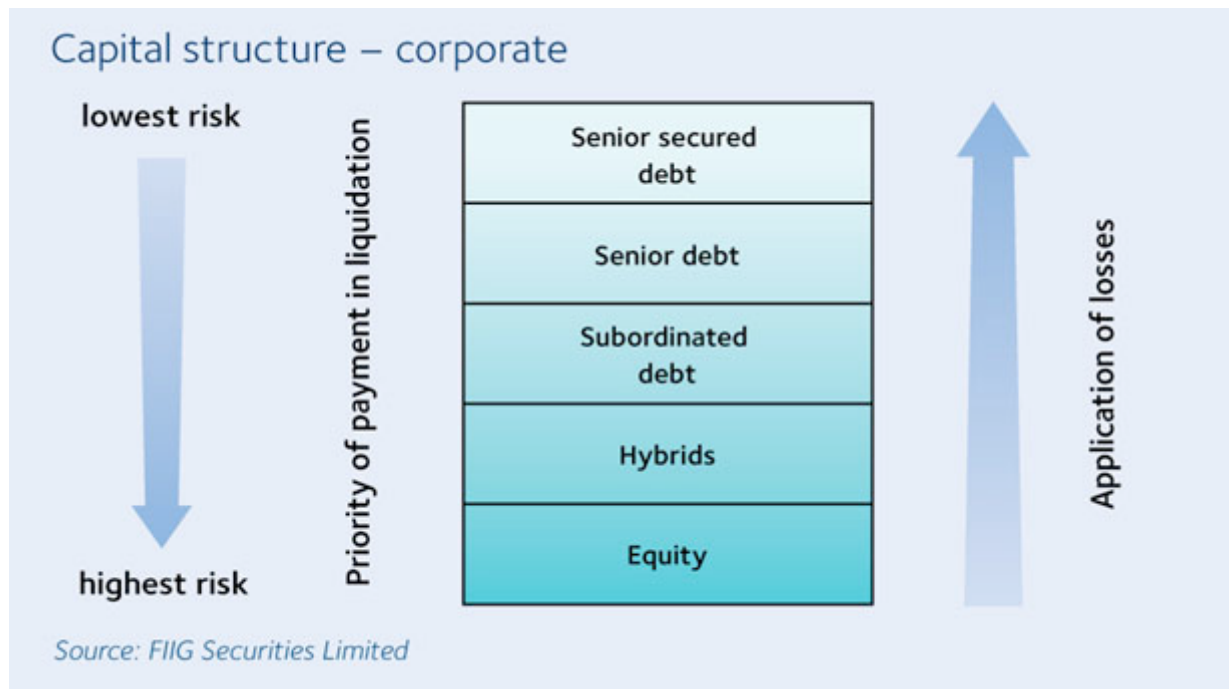 Capital structure – corporate
lowest risk
highest risk
Priority of payment in liquidation
Senior secured
debt
Senior debt
Subordinated
debt
Hybrids
Equity
Application of losses
Source: FIIG Securities Limited